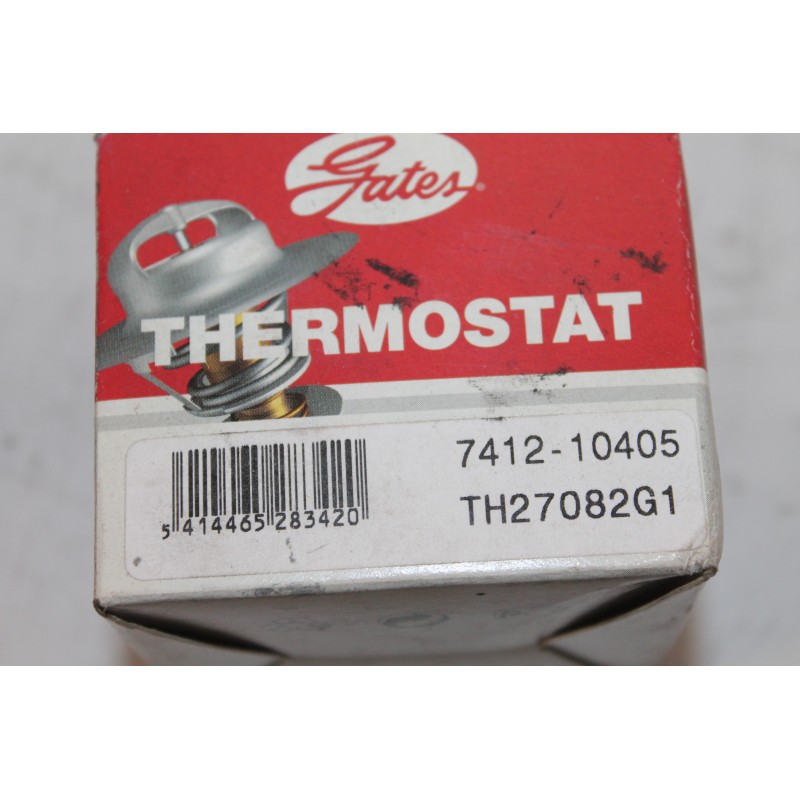 Gates®
THERMOSTAT
7412-10405
TH27082G1
5 414465 283420